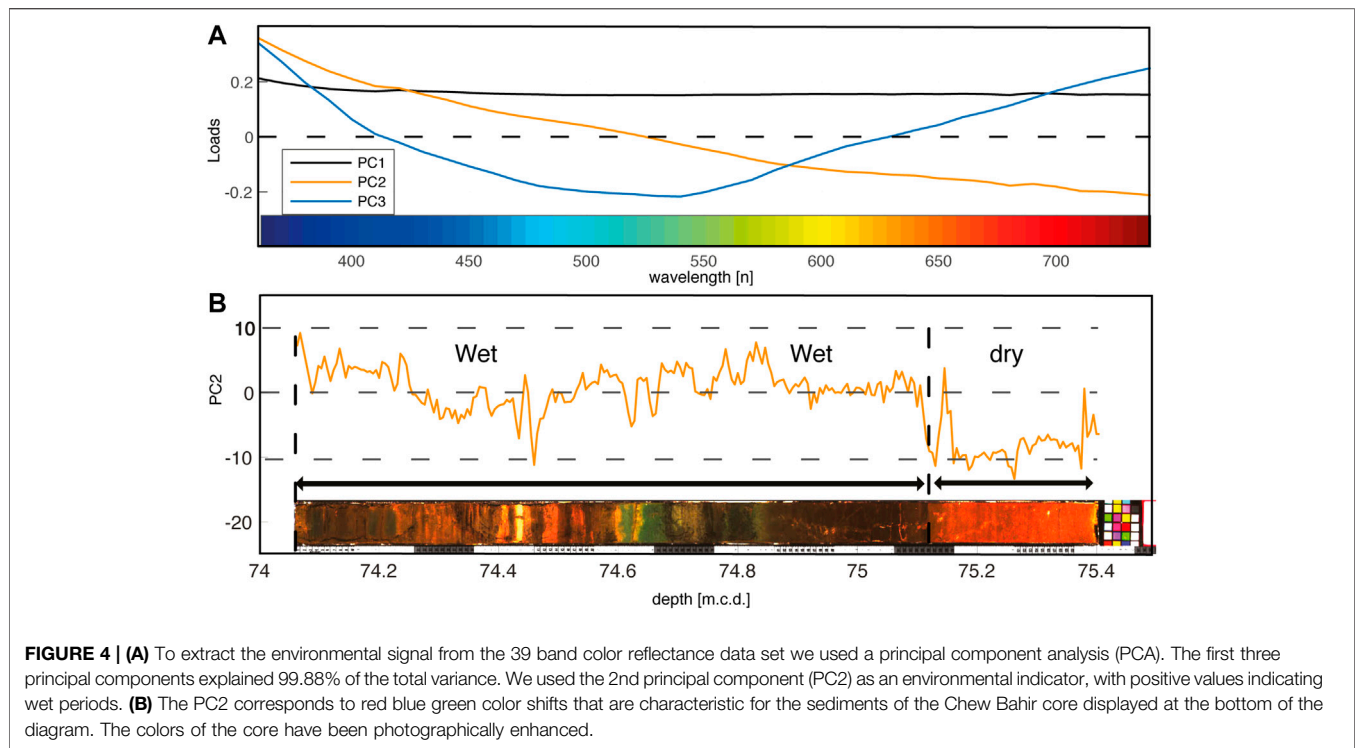 A
0.2
0
-0.2
Loads
PC1
PC2
PC3
400 450 500 550 600 650 700
wavelength [n]
B
10
0
-10
-20
PC2
Wet Wet dry
74 74.2 74.4 74.6 74.8 75 75.2 75.4
depth [m.c.d.]
FIGURE 4 | (A) To extract the environmental signal from the 39 band color reflectance data set we used a principal component analysis (PCA). The first three
principal components explained 99.88% of the total variance. We used the 2nd principal component (PC2) as an environmental indicator, with positive values indicating
wet periods. (B) The PC2 corresponds to red blue green color shifts that are characteristic for the sediments of the Chew Bahir core displayed at the bottom of the
diagram. The colors of the core have been photographically enhanced.